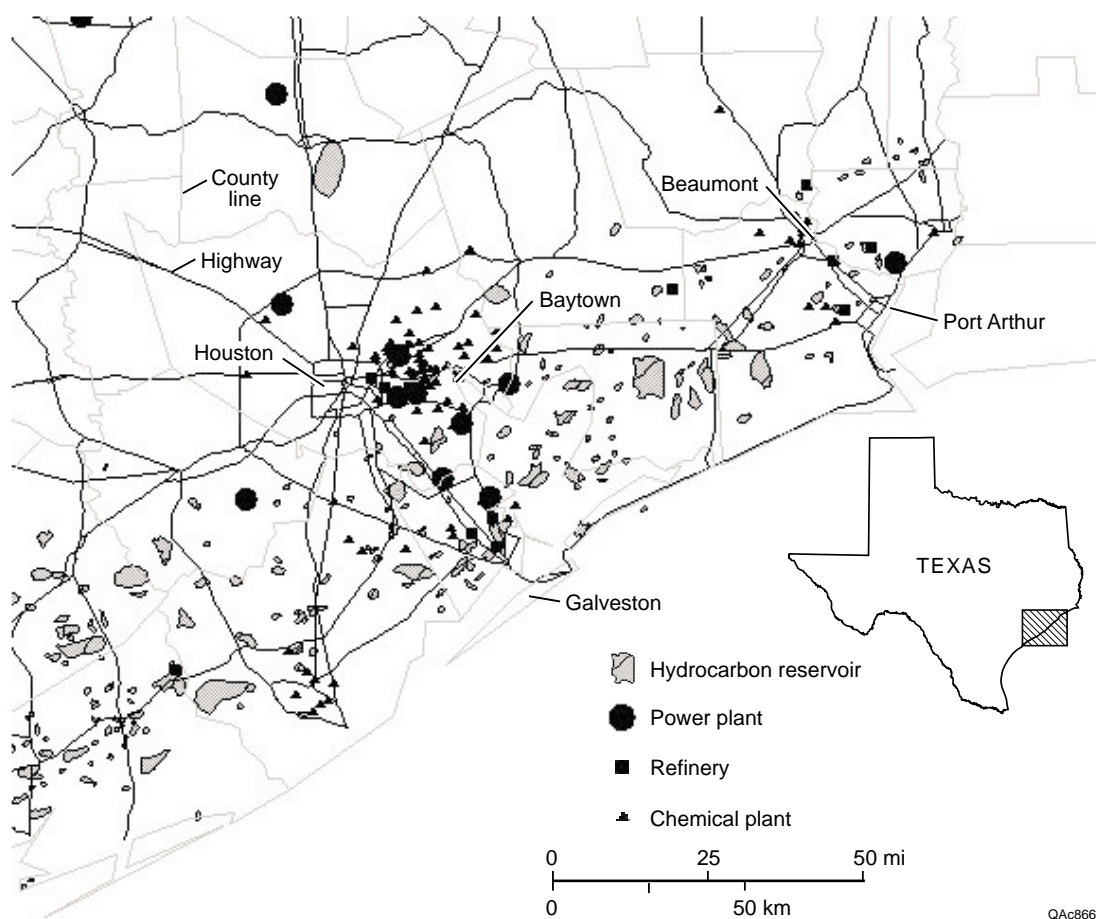 County
line
Highway
Beaumont
Baytown
Houston
Port Arthur
Galveston
TEXAS
Hydrocarbon reservoir
Power plant
Refinery
Chemical plant
0 25 50 mi
0 50 km
QAc866